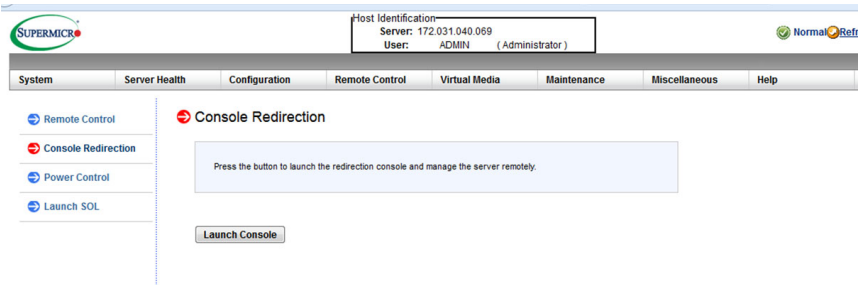 SUPERMICRO
Host Identification
Server: 172.031.040.069
User: ADMIN ( Administrator )
Normal Refr
System Server Health Configuration Remote Control Virtual Media Maintenance Miscellaneous Help
Remote Control
Console Redirection
Power Control
Launch SOL
Console Redirection
Press the button to launch the redirection console and manage the server remotely.
Launch Console